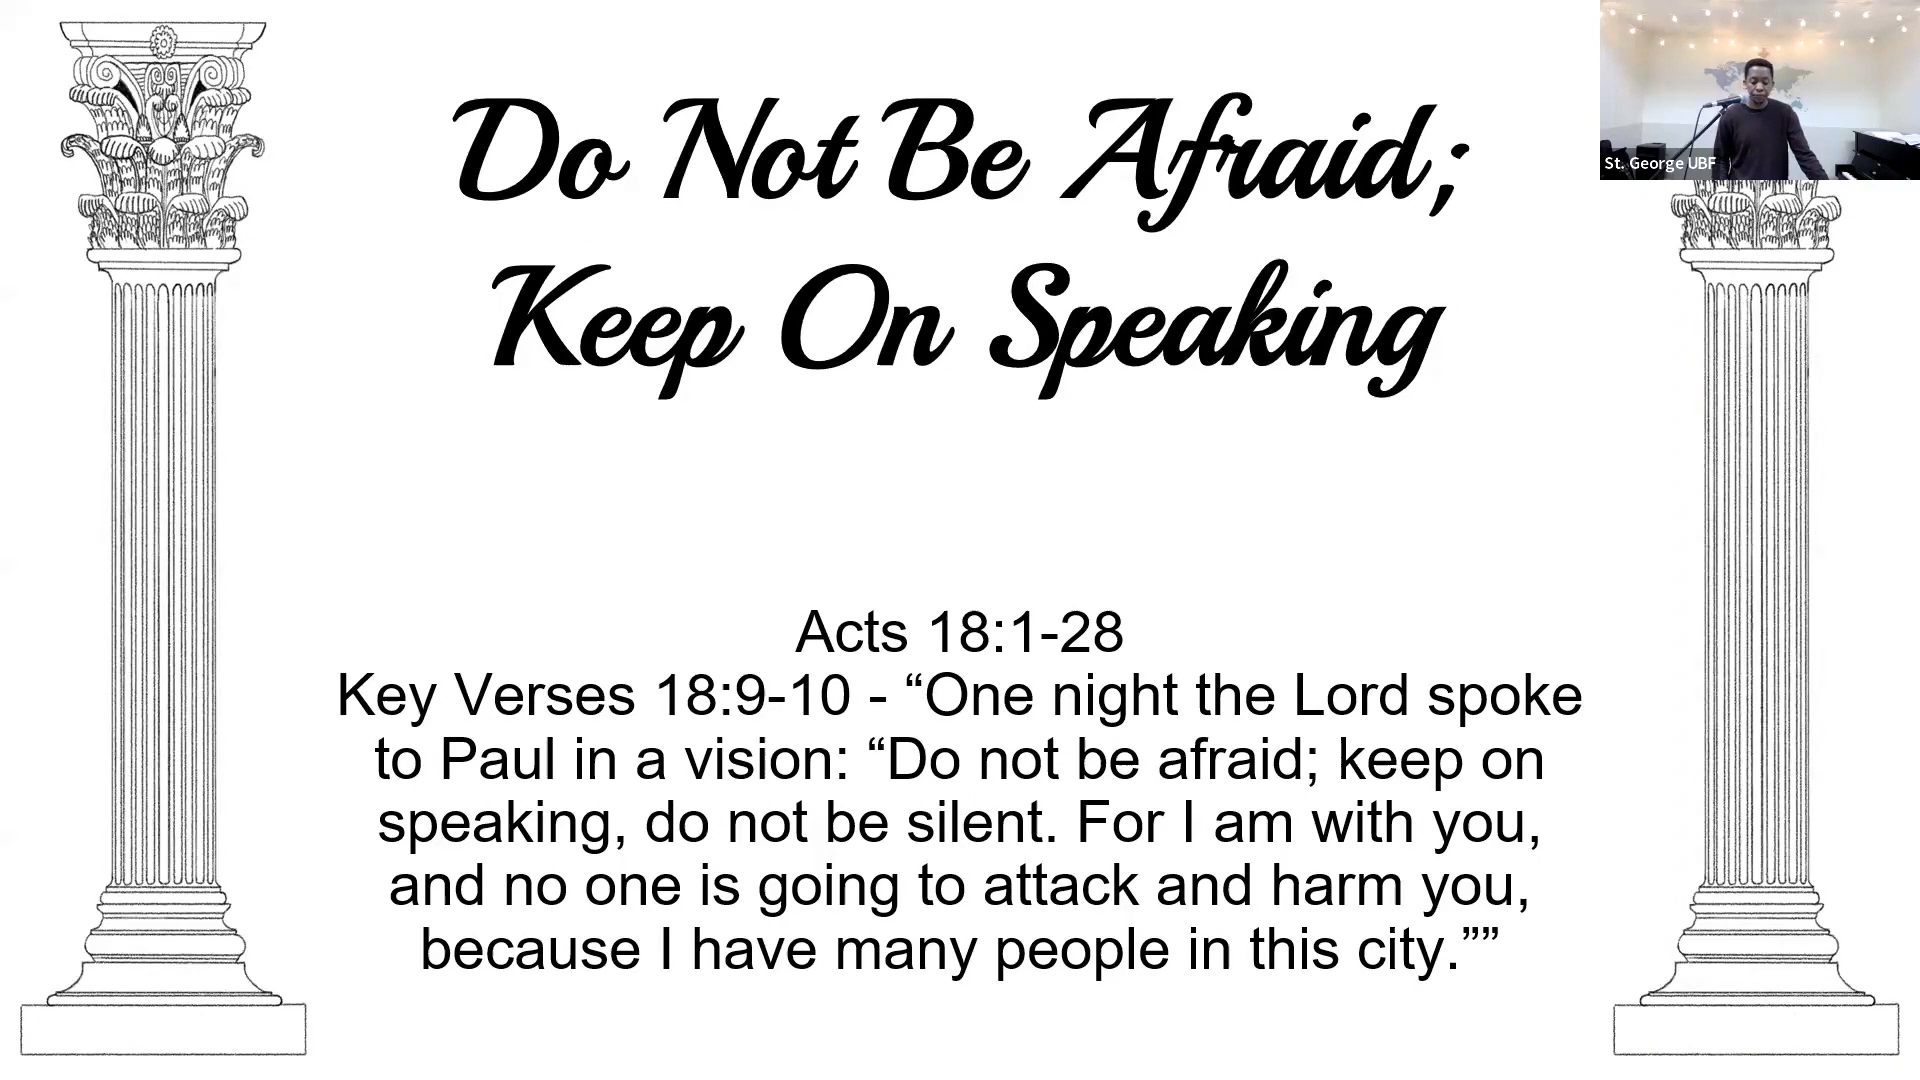 Do Not Be Afraid;
Keep On Speaking
St. George UBF
Acts 18:1-28
Key Verses 18:9-10 - “One night the Lord spoke
to Paul in a vision: “Do not be afraid; keep on
speaking, do not be silent. For I am with you,
and no one is going to attack and harm you,
because I have many people in this city.””